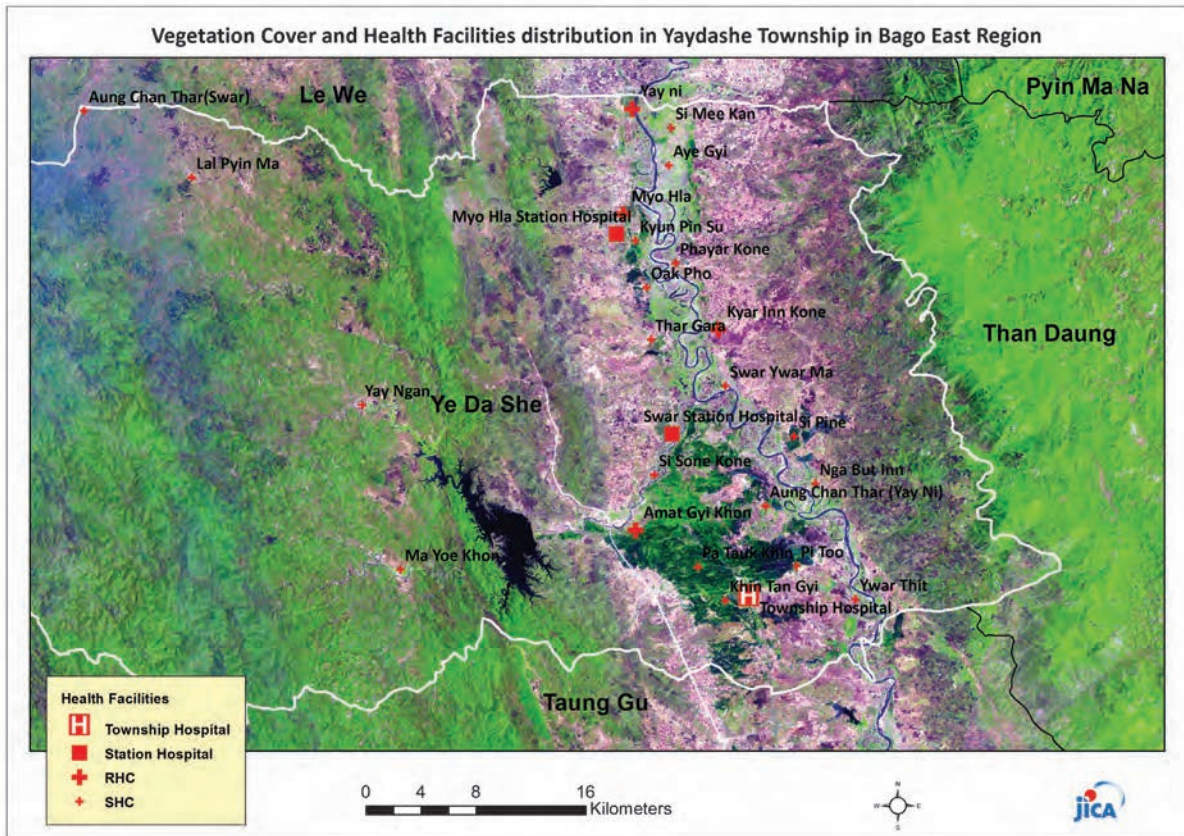 Vegetation Cover and Health Facilities distribution in Yaydashe Township in Bago East Region
Pyin Ma Na
Le We
Aung Chan Thar(Swar)
Yay ni
Si Mee Kan
Lal Pyin Ma
Aye Gyi
Myo Hla
Myo Hla Station Hospital
Kyun Pin Su
Phayar Kone
Oak Pho
Kyar Inn Kone
Thar Gara
Than Daung
Swar Ywar Ma
Yay Ngan
Ye Da She
Swar Station Hospital
Si Pine
Si Sone Kone
Nga But Inn
Aung Chan Thar (Yay Ni)
Amat Gyi Khon
Ma Yoe Khon
Pa Tauk Khin
Pi Too
Khin Tan Gyi
Ywar Thit
H
Township Hospital
Taung Gu
Health Facilities
H Township Hospital
Station Hospital
RHC
SHC
0 4 8 16
Kilometers
N
W E
S
jica